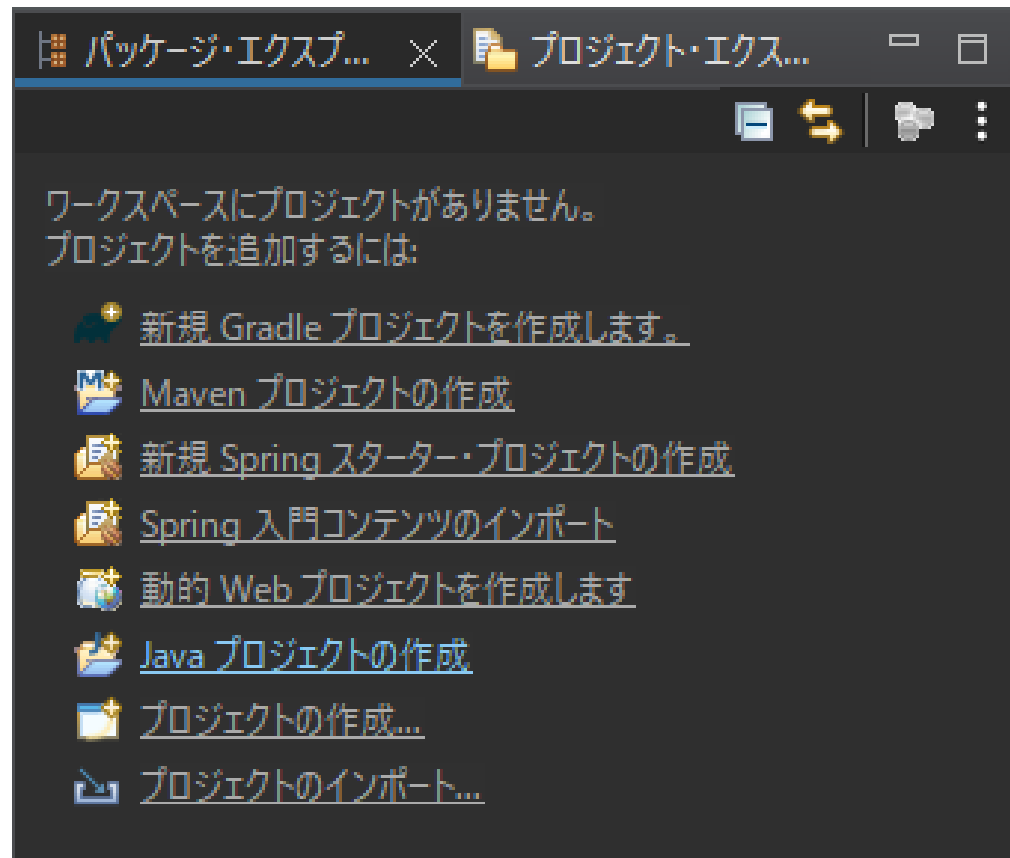 パッケージ・エクスプ...
プロジェクト・エクス...
ワークスペースにプロジェクトがありません。
プロジェクトを追加するには:
新規 Gradle プロジェクトを作成します。
Maven プロジェクトの作成
新規 Spring スターター・プロジェクトの作成
Spring 入門コンテンツのインポート
動的 Web プロジェクトを作成します
Java プロジェクトの作成
プロジェクトの作成...
プロジェクトのインポート...